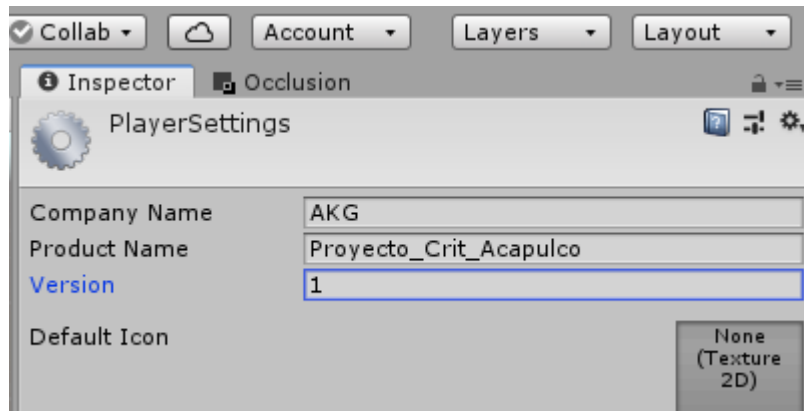 Collab Account Layers Layout
Inspector Occlusion
PlayerSettings
Company Name AKG
Product Name Proyecto_Crit_Acapulco
Version 1
Default Icon None
(Texture
2D)